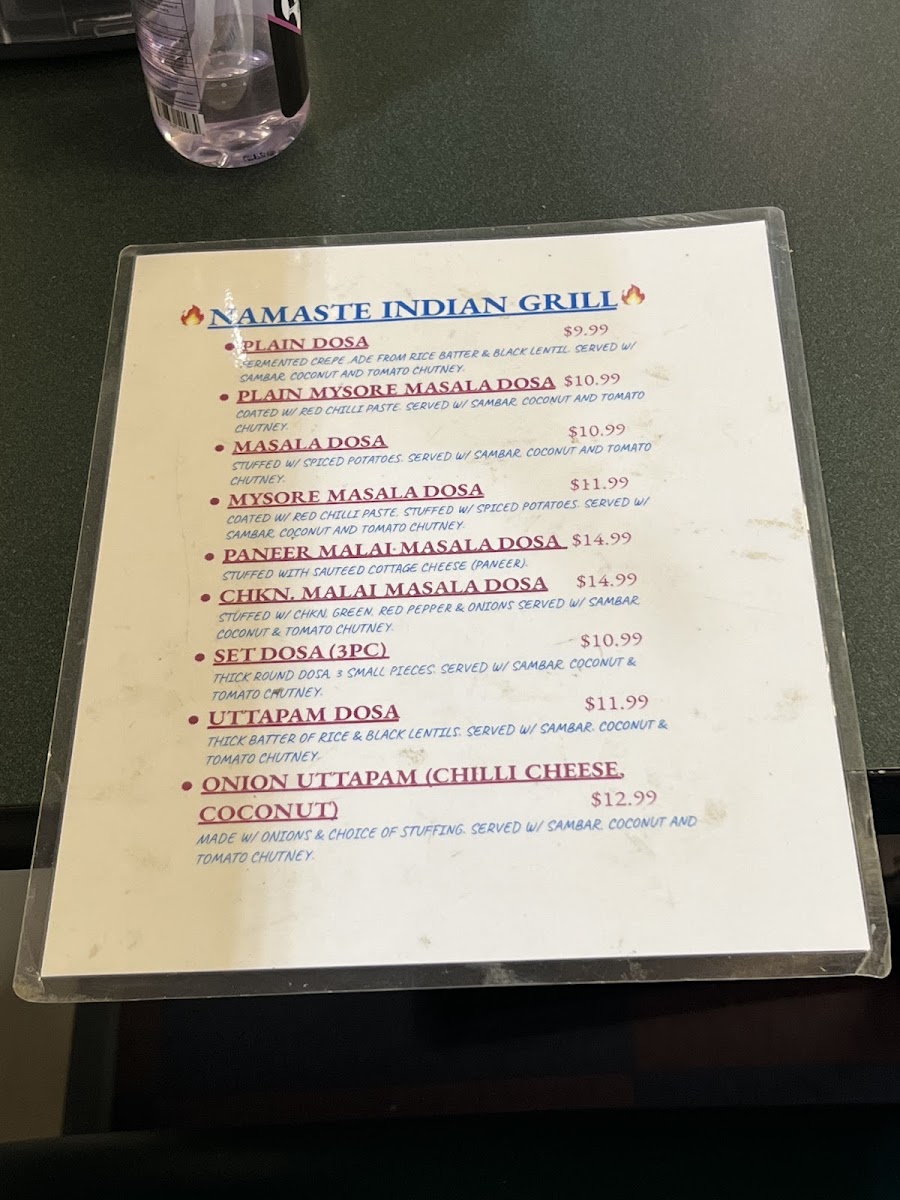 🔥NAMASTE INDIAN GRILL🔥
• PLAIN DOSA $9.99
FERMENTED CREPE .ADE FROM RICE BATTER & BLACK LENTIL. SERVED W/
SAMBAR, COCONUT AND TOMATO CHUTNEY.
• PLAIN MYSORE MASALA DOSA $10.99
COATED W/ RED CHILLI PASTE. SERVED W/ SAMBAR, COCONUT AND TOMATO
CHUTNEY.
• MASALA DOSA $10.99
STUFFED W/ SPICED POTATOES. SERVED W/ SAMBAR, COCONUT AND TOMATO
CHUTNEY.
• MYSORE MASALA DOSA $11.99
COATED W/ RED CHILLI PASTE. STUFFED W/ SPICED POTATOES. SERVED W/
SAMBAR, COCONUT AND TOMATO CHUTNEY.
• PANEER MALAI MASALA DOSA $14.99
STUFFED WITH SAUTEED COTTAGE CHEESE (PANEER).
• CHKN. MALAI MASALA DOSA $14.99
STUFFED W/ CHKN, GREEN, RED PEPPER & ONIONS SERVED W/ SAMBAR,
COCONUT & TOMATO CHUTNEY.
• SET DOSA (3PC) $10.99
THICK ROUND DOSA. 3 SMALL PIECES. SERVED W/ SAMBAR, COCONUT &
TOMATO CHUTNEY.
• UTTAPAM DOSA $11.99
THICK BATTER OF RICE & BLACK LENTILS. SERVED W/ SAMBAR, COCONUT &
TOMATO CHUTNEY.
• ONION UTTAPAM (CHILLI CHEESE,
COCONUT) $12.99
MADE W/ ONIONS & CHOICE OF STUFFING. SERVED W/ SAMBAR, COCONUT AND
TOMATO CHUTNEY.